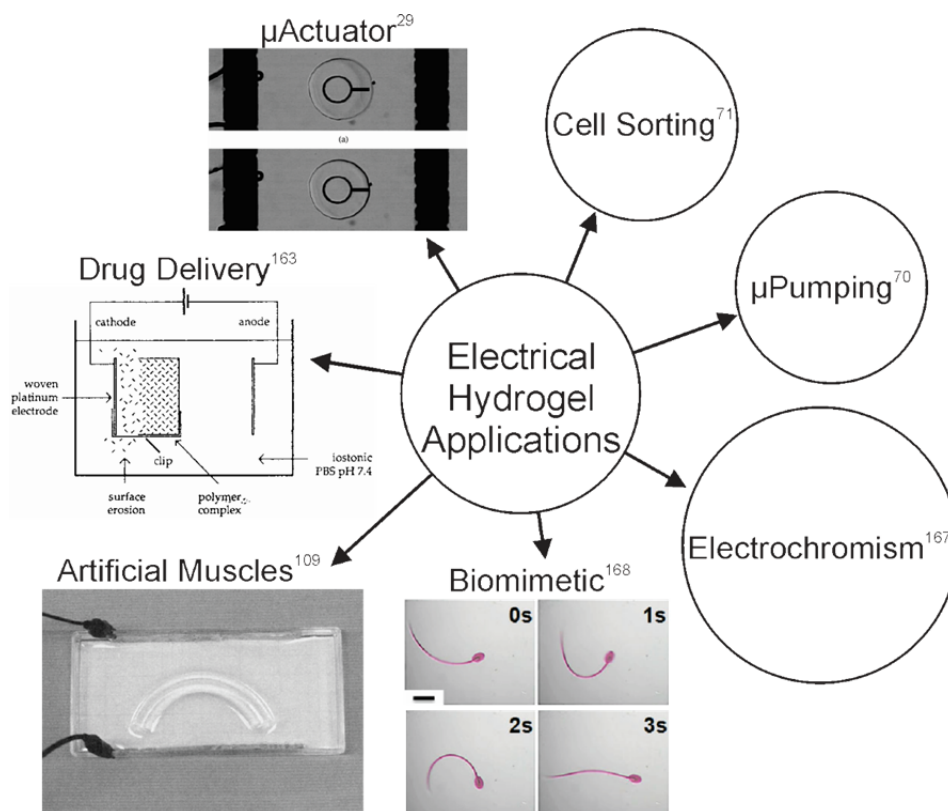 µActuator29
(a)
Cell Sorting71
µPumping70
Drug Delivery163
cathode
anode
woven
platinum
electrode
clip
iostonic
PBS pH 7.4
surface
erosion
polymer
complex
Electrical
Hydrogel
Applications
Electrochromism167
Artificial Muscles109
Biomimetic168
0s
1s
2s
3s